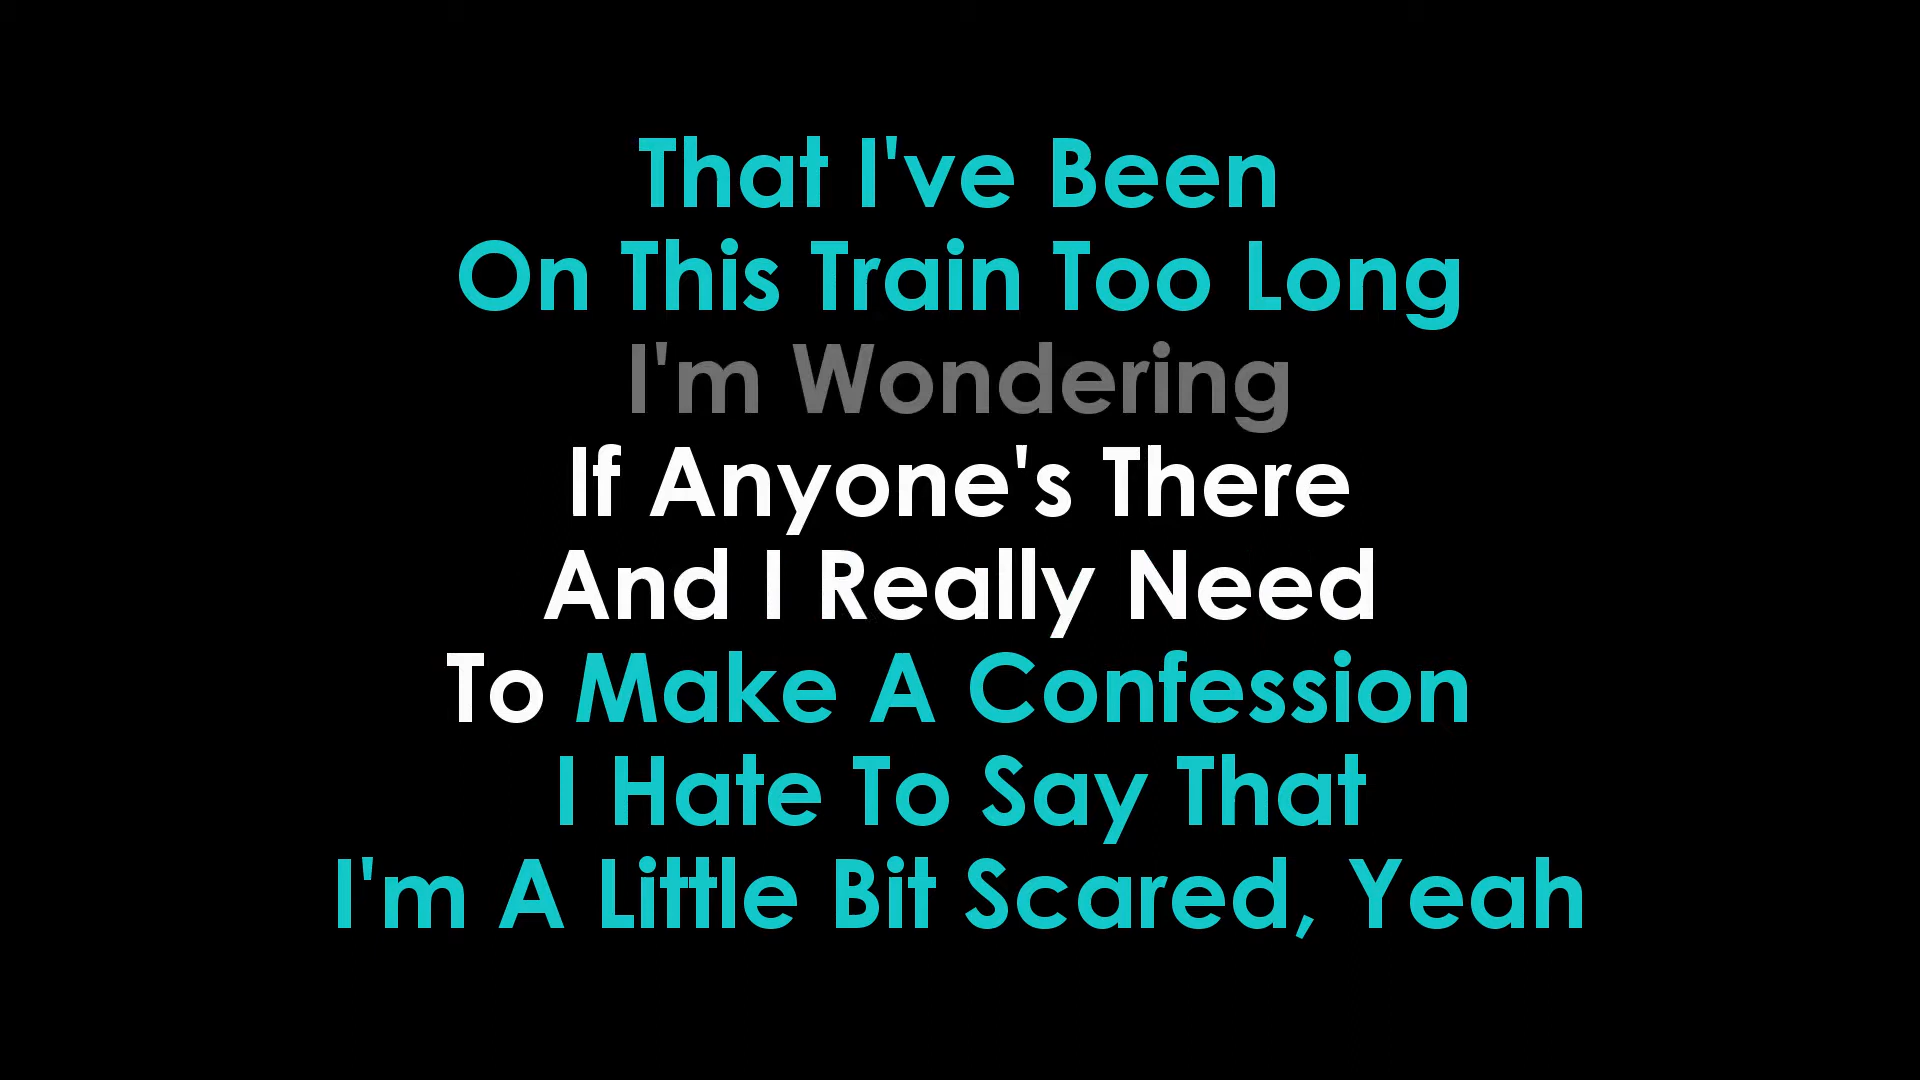 That I've Been
On This Train Too Long
I'm Wondering
If Anyone's There
And I Really Need
To Make A Confession
I Hate To Say That
I'm A Little Bit Scared, Yeah